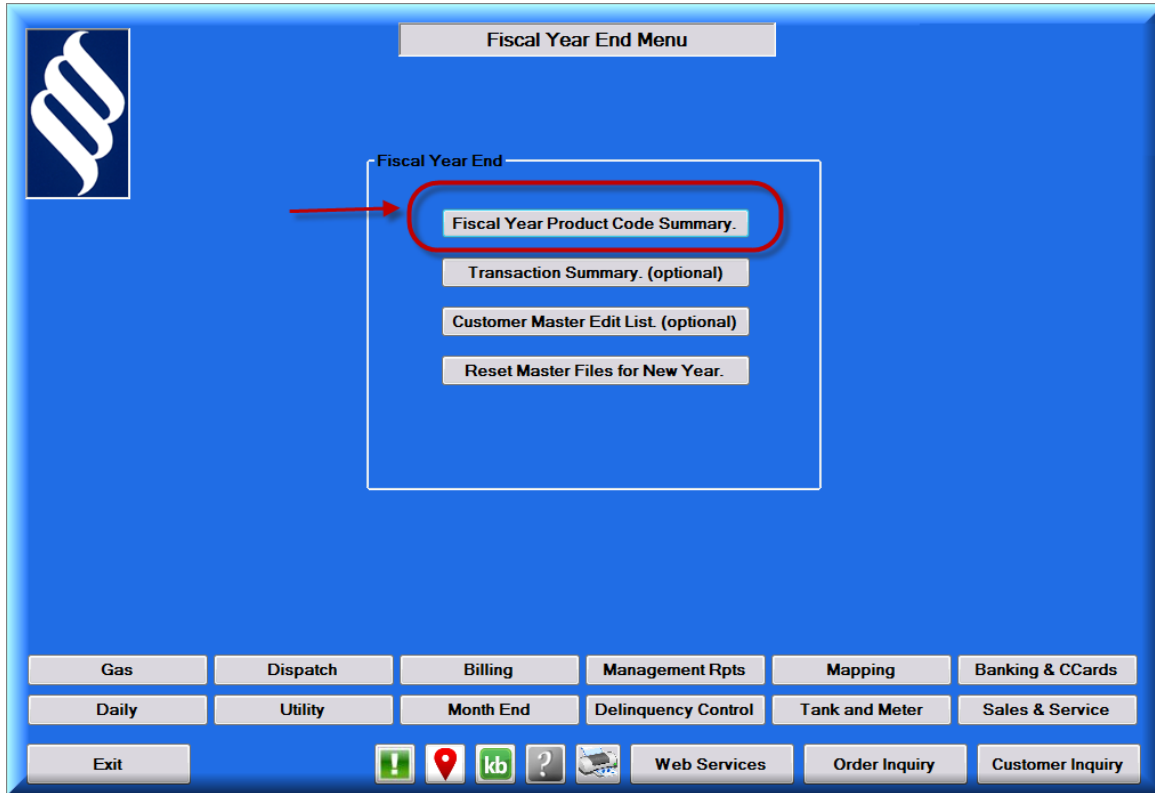 Fiscal Year End Menu
Fiscal Year End
Fiscal Year Product Code Summary.
Transaction Summary. (optional)
Customer Master Edit List. (optional)
Reset Master Files for New Year.
Gas Dispatch Billing Management Rpts Mapping Banking & CCards
Daily Utility Month End Delinquency Control Tank and Meter Sales & Service
Exit ! kb ? Web Services Order Inquiry Customer Inquiry